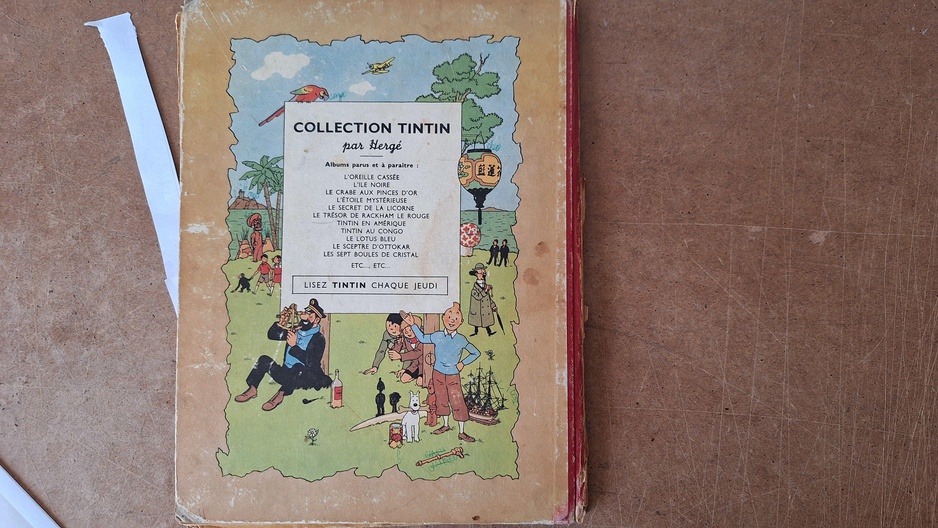 COLLECTION TINTIN
par Hergé
Albums parus et à paraître :
L'OREILLE CASSÉE
L'ILE NOIRE
LE CRABE AUX PINCES D'OR
L'ÉTOILE MYSTÉRIEUSE
LE SECRET DE LA LICORNE
LE TRÉSOR DE RACKHAM LE ROUGE
TINTIN EN AMÉRIQUE
TINTIN AU CONGO
LE LOTUS BLEU
LE SCEPTRE D'OTTOKAR
LES SEPT BOULES DE CRISTAL
ETC..., ETC...
LISEZ TINTIN CHAQUE JEUDI